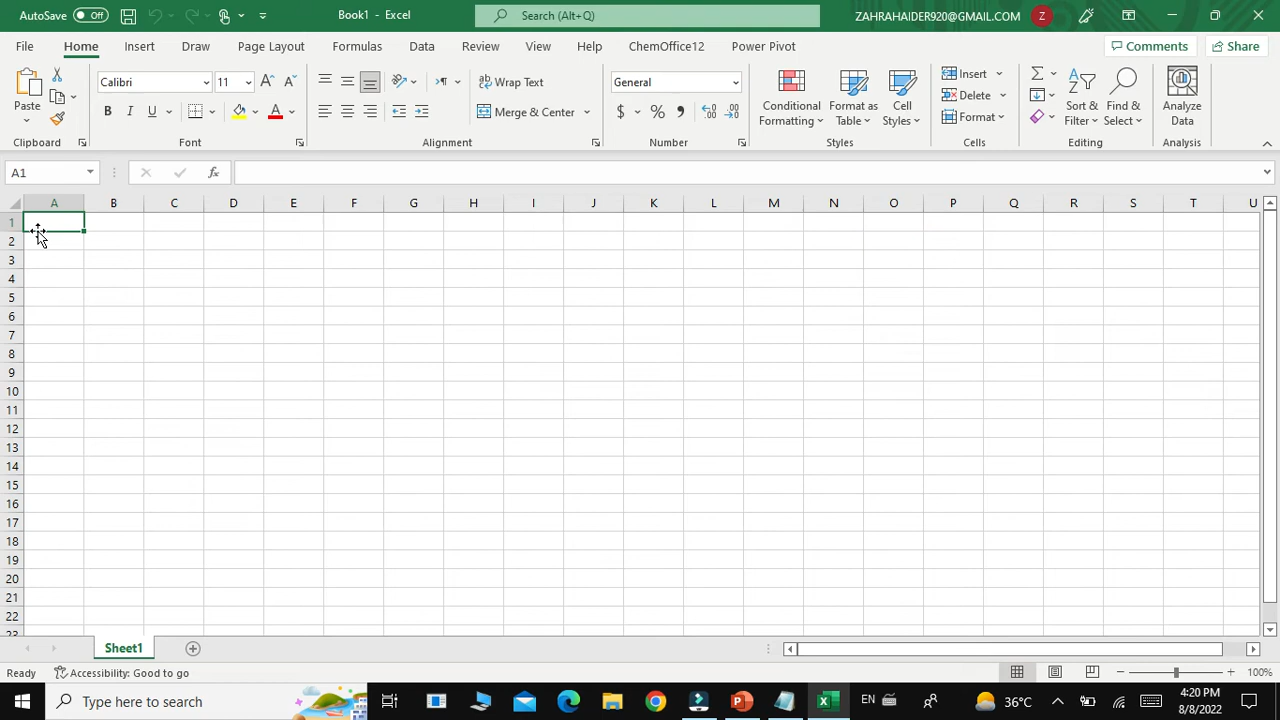 AutoSave Off Book1 - Excel Search (Alt+Q) ZAHRAHAIDER920@GMAIL.COM Z
File Home Insert Draw Page Layout Formulas Data Review View Help ChemOffice12 Power Pivot Comments Share
Paste Calibri 11 Wrap Text General Conditional Formatting Format as Table Cell Styles Insert Sort & Filter Find & Select Analyze Data
B I U Merge & Center $ % Delete
Format
Clipboard Font Alignment Number Styles Cells Editing Analysis
A1 fx
A B C D E F G H I J K L M N O P Q R S T U
1
2
3
4
5
6
7
8
9
10
11
12
13
14
15
16
17
18
19
20
21
22
23
Sheet1
Ready Accessibility: Good to go 100%
Type here to search EN 36°C 4:20 PM
8/8/2022